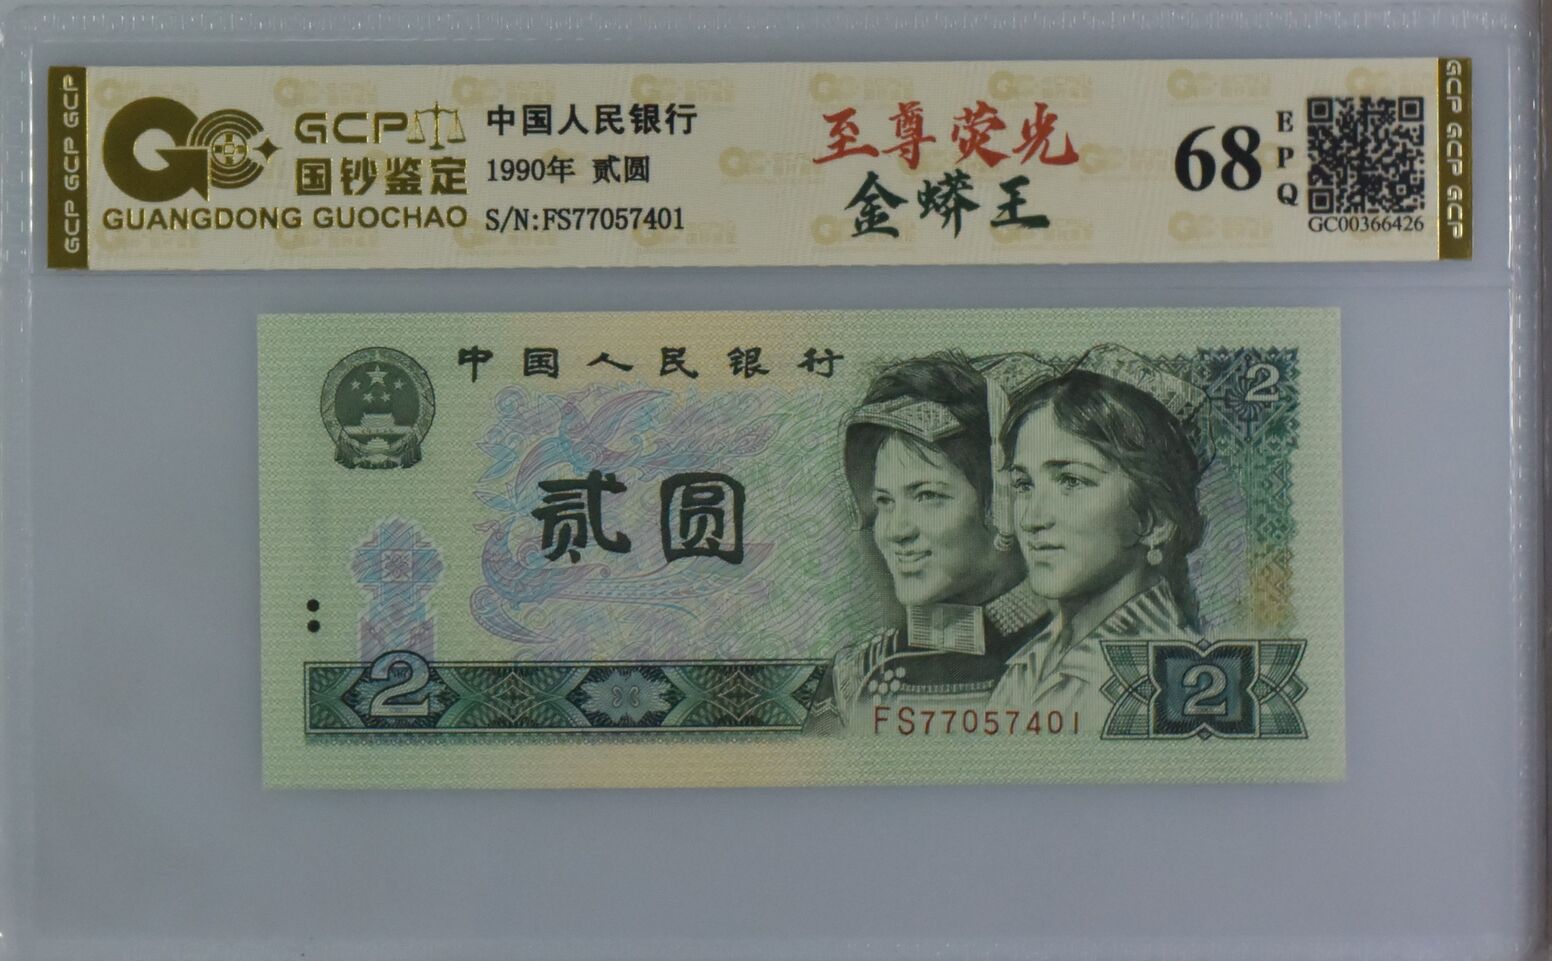 GCP GCP GCP
GCP
国钞鉴定
GUANGDONG GUOCHAO
中国人民银行
1990年 贰圆
S/N:FS77057401
至尊荧光
金蟒王
68
EPQ
GC00366426
GCP GCP GCP
中国人民银行
2
贰圆
2
FS77057401
2